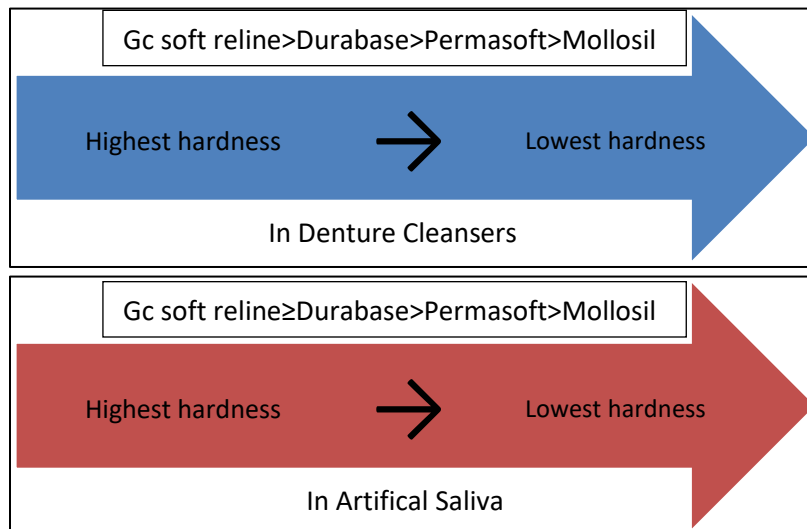 Gc soft reline>Durabase>Permasoft>Mollosil
Highest hardness → Lowest hardness
In Denture Cleansers
Gc soft reline≥Durabase>Permasoft>Mollosil
Highest hardness → Lowest hardness
In Artifical Saliva